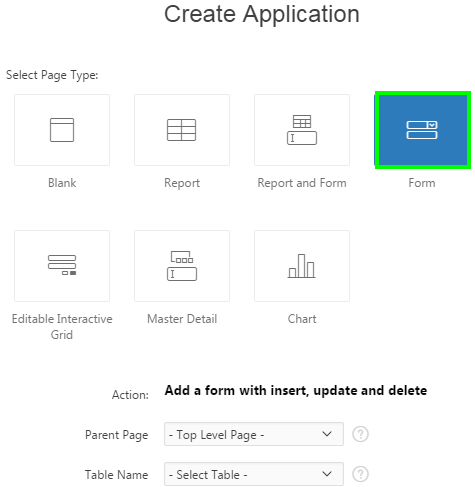 Create Application
Select Page Type:
Blank Report Report and Form Form
Editable Interactive Grid Master Detail Chart
Action: Add a form with insert, update and delete
Parent Page - Top Level Page - ?
Table Name - Select Table - ?